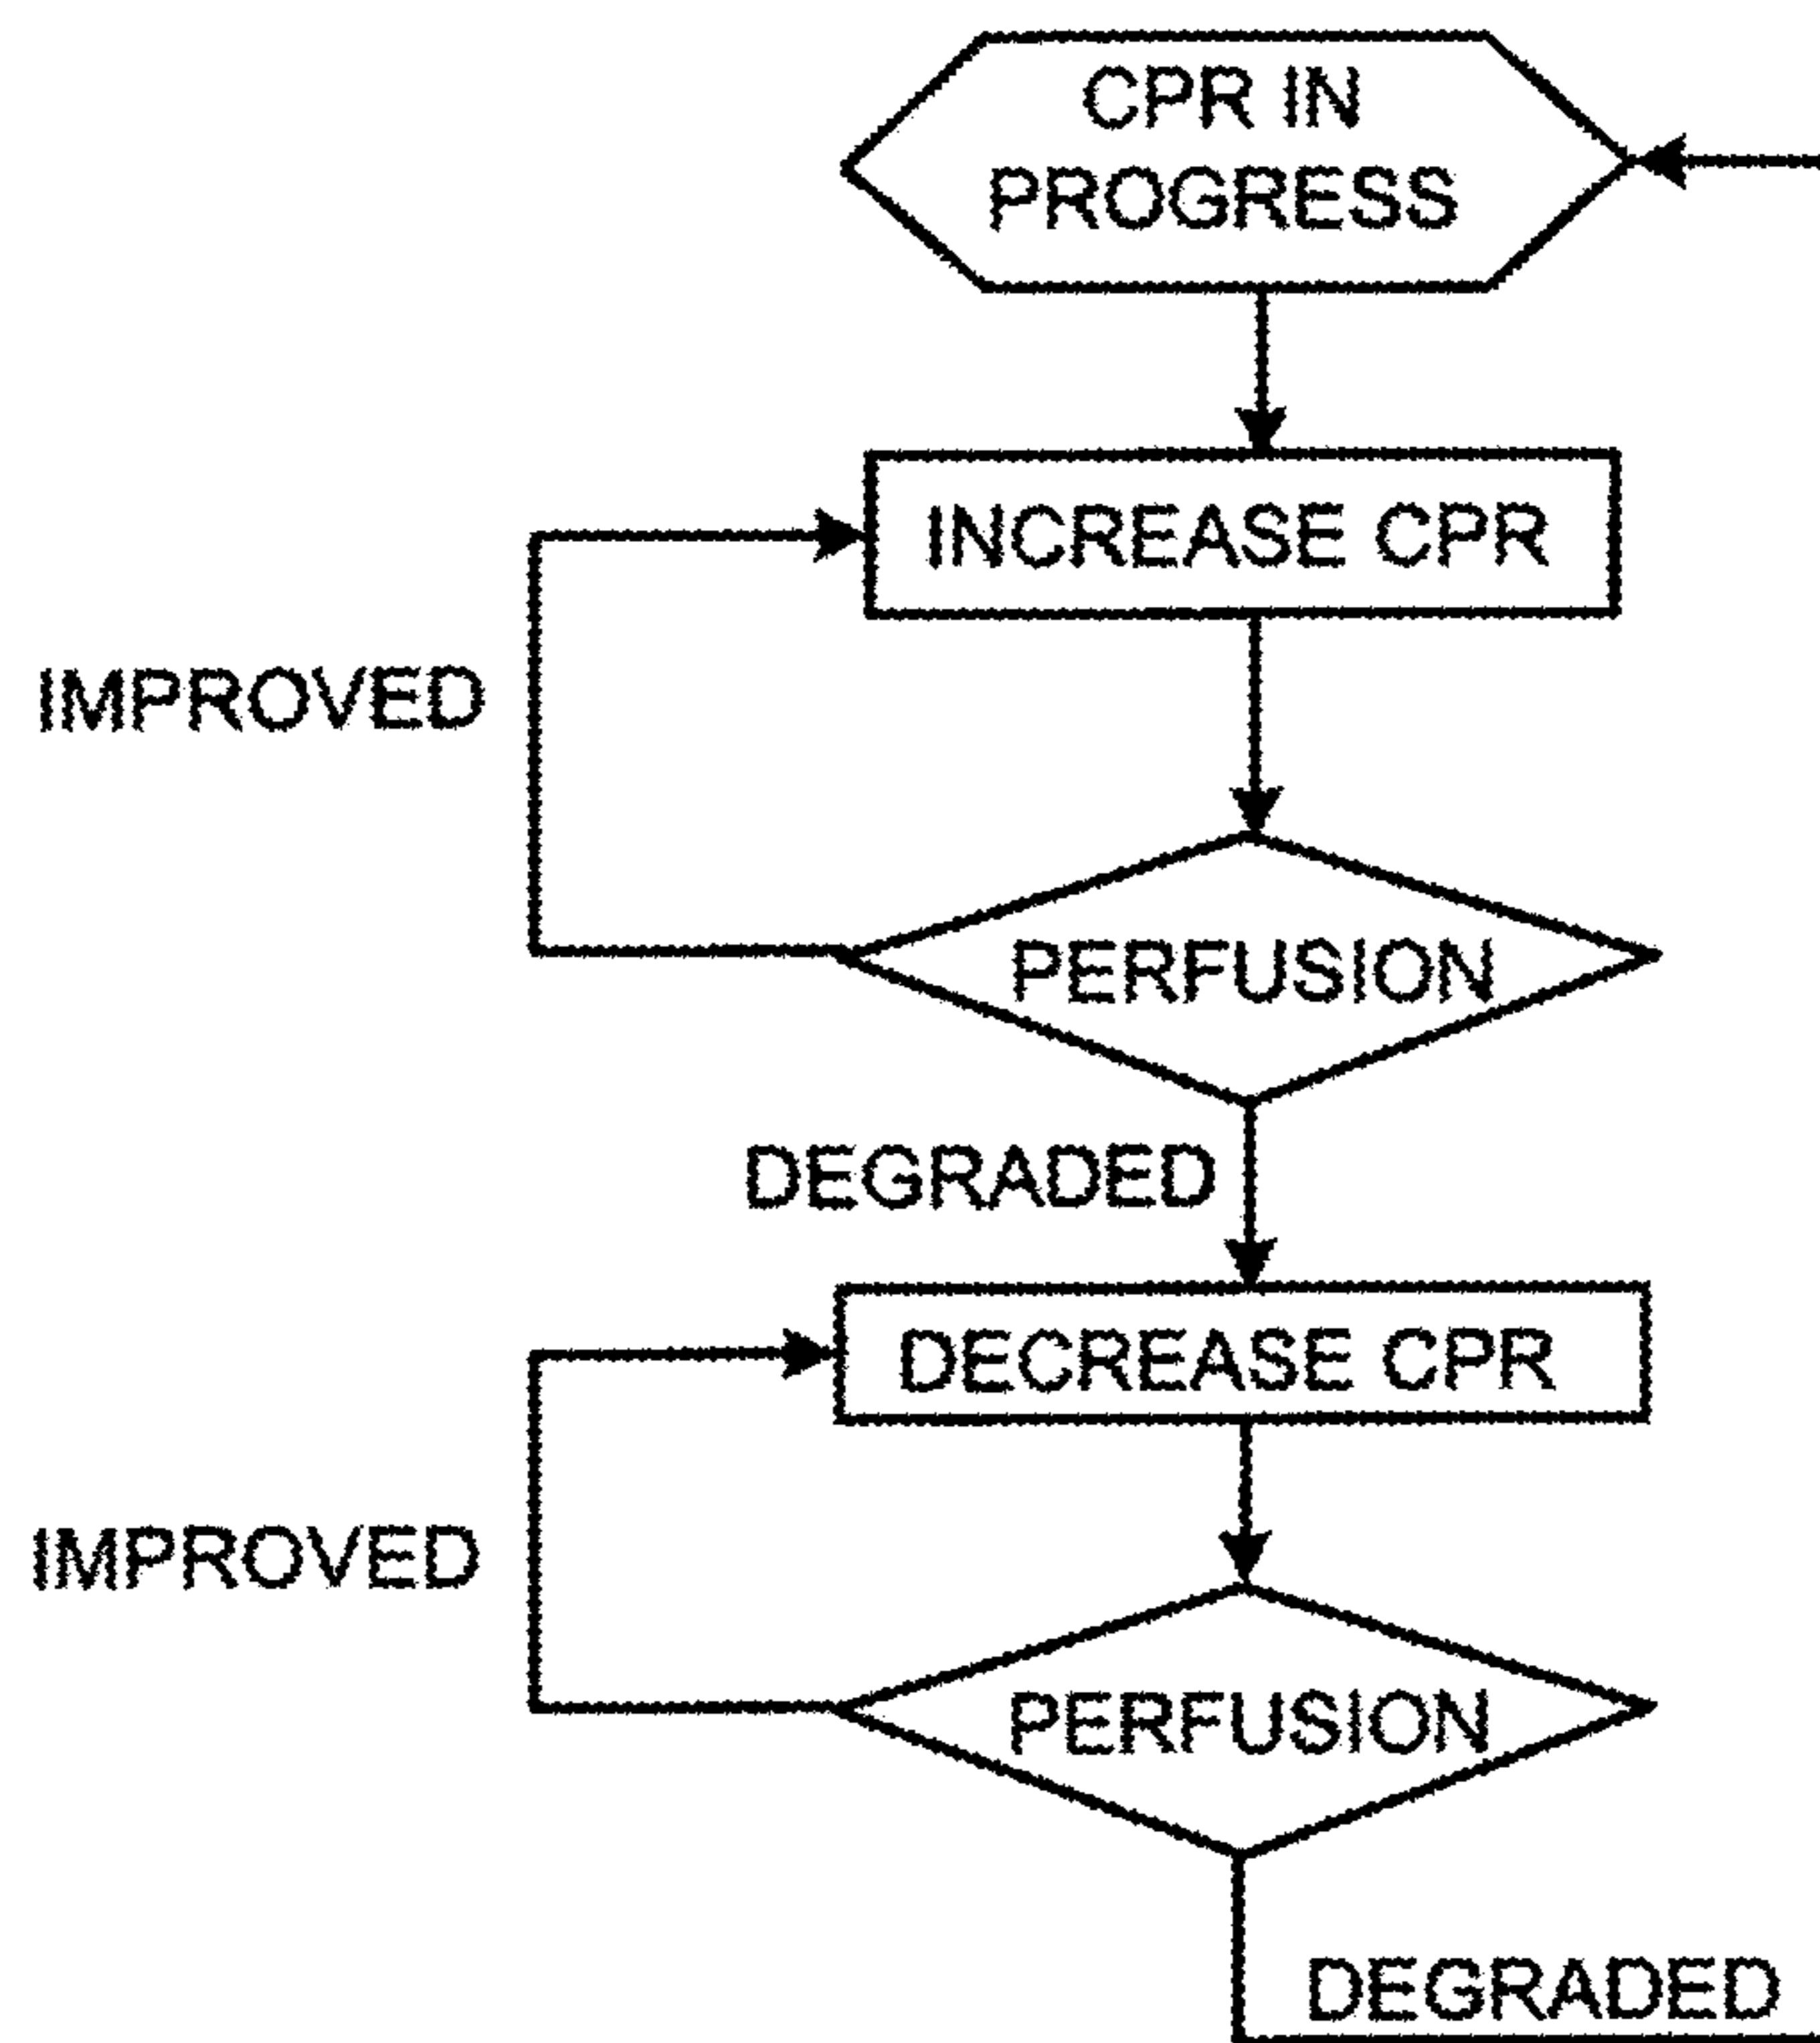 CPR IN
PROGRESS
INCREASE CPR
IMPROVED
PERFUSION
DEGRADED
DECREASE CPR
IMPROVED
PERFUSION
DEGRADED